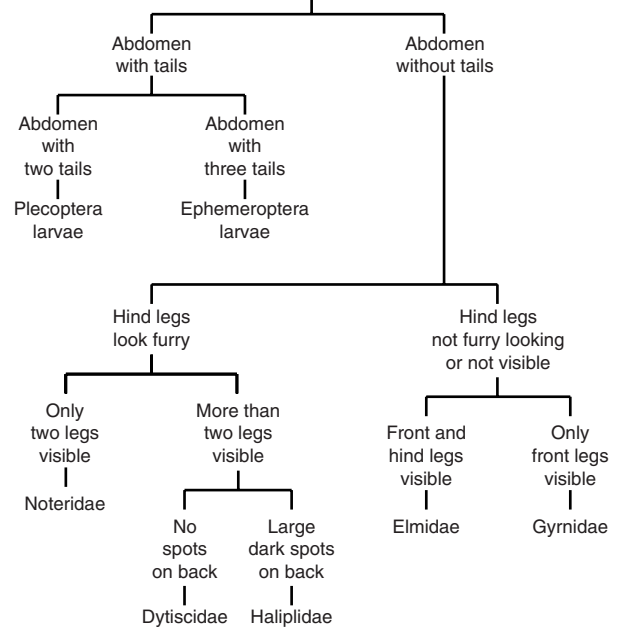 Abdomen
with tails
Abdomen
without tails
Abdomen
with
two tails
Abdomen
with
three tails
Plecoptera
larvae
Ephemeroptera
larvae
Hind legs
look furry
Hind legs
not furry looking
or not visible
Only
two legs
visible
More than
two legs
visible
Front and
hind legs
visible
Only
front legs
visible
Noteridae
Elmidae
Gyrnidae
No
spots
on back
Large
dark spots
on back
Dytiscidae
Haliplidae